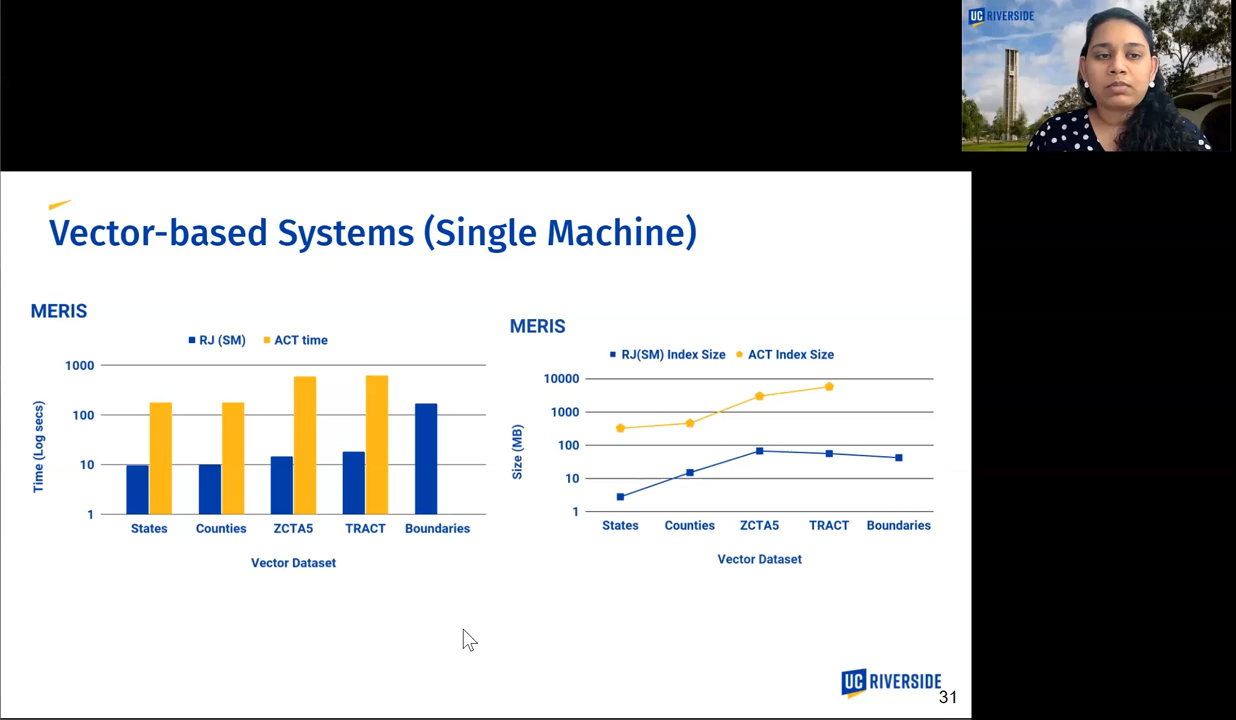 UC RIVERSIDE
Vector-based Systems (Single Machine)
MERIS
RJ (SM) ACT time
1000
100
10
1
Time (Log secs)
States Counties ZCTA5 TRACT Boundaries
Vector Dataset
MERIS
RJ(SM) Index Size ACT Index Size
10000
1000
100
10
1
Size (MB)
States Counties ZCTA5 TRACT Boundaries
Vector Dataset
UC RIVERSIDE
31